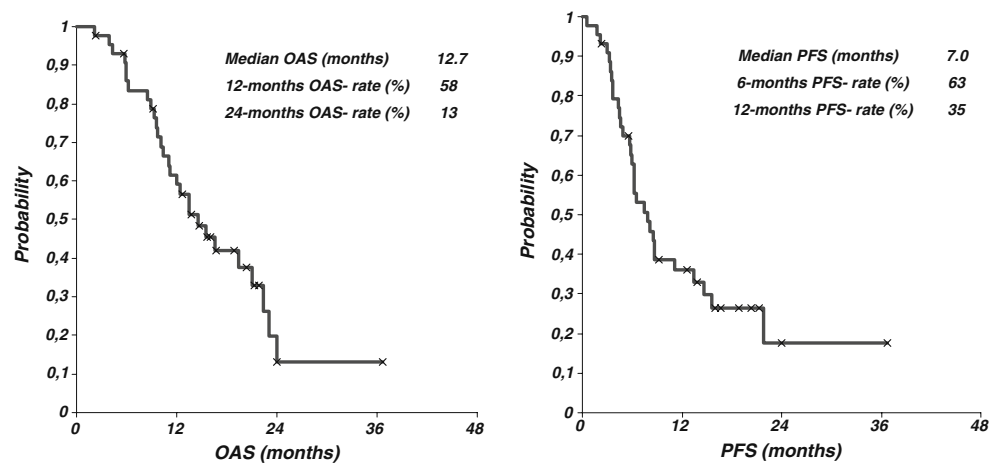 1
0,9
0,8
0,7
0,6
0,5
0,4
0,3
0,2
0,1
0
Probability
0 12 24 36 48
OAS (months)
Median OAS (months) 12.7
12-months OAS- rate (%) 58
24-months OAS- rate (%) 13
1
0,9
0,8
0,7
0,6
0,5
0,4
0,3
0,2
0,1
0
Probability
0 12 24 36 48
PFS (months)
Median PFS (months) 7.0
6-months PFS- rate (%) 63
12-months PFS- rate (%) 35